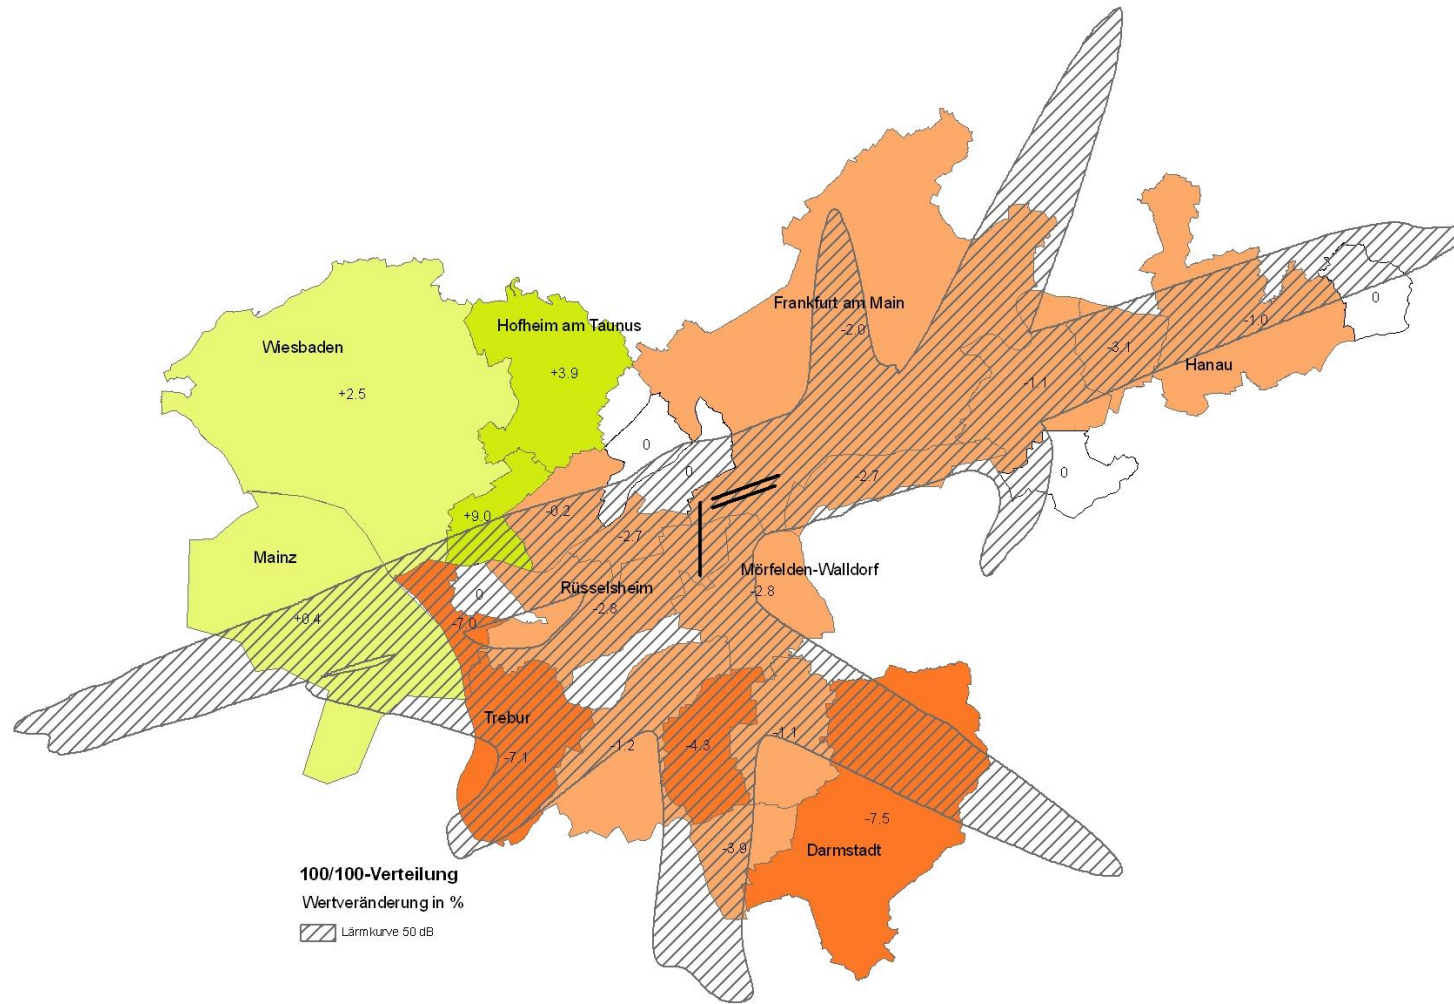 Frankfurt am Main
-2.0
0
-1.0
Hofheim am Taunus
Wiesbaden
+3.9
-3.1
Hanau
+2.5
-1.1
0
0
0
-2.7
+9.0
-0.2
-2.7
Mainz
Mörfelden-Walldorf
Rüsselsheim
-2.8
0
-2.8
+0.4
-7.0
Trebur
-7.1
-1.2
-4.3
-1.1
-7.5
Darmstadt
-3.9
100/100-Verteilung
Wertveränderung in %
Lärmkurve 50 dB